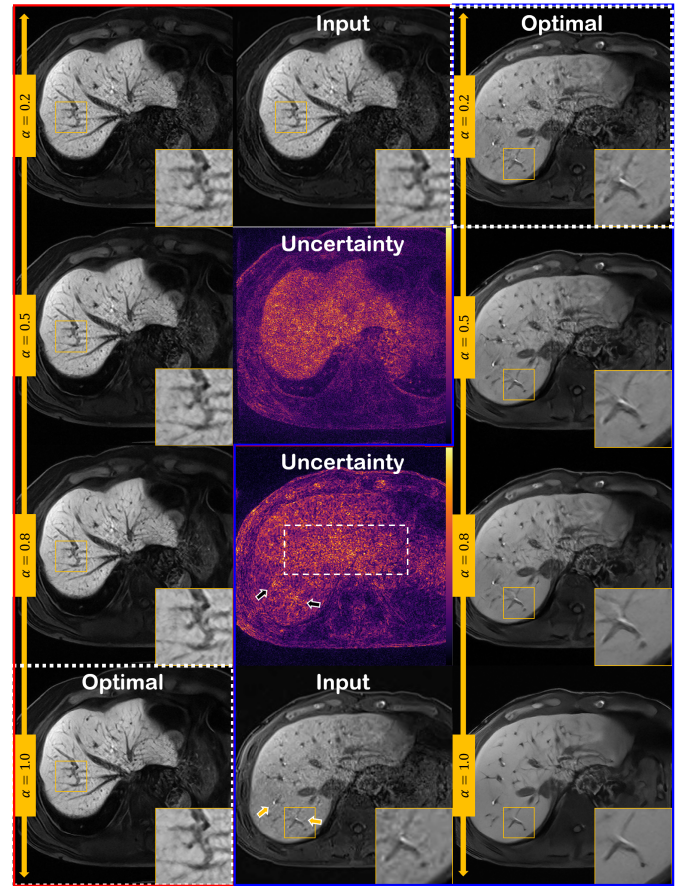 Input
Optimal
α = 0.2
α = 0.2
Uncertainty
α = 0.5
α = 0.5
Uncertainty
α = 0.8
α = 0.8
Optimal
Input
α = 1.0
α = 1.0